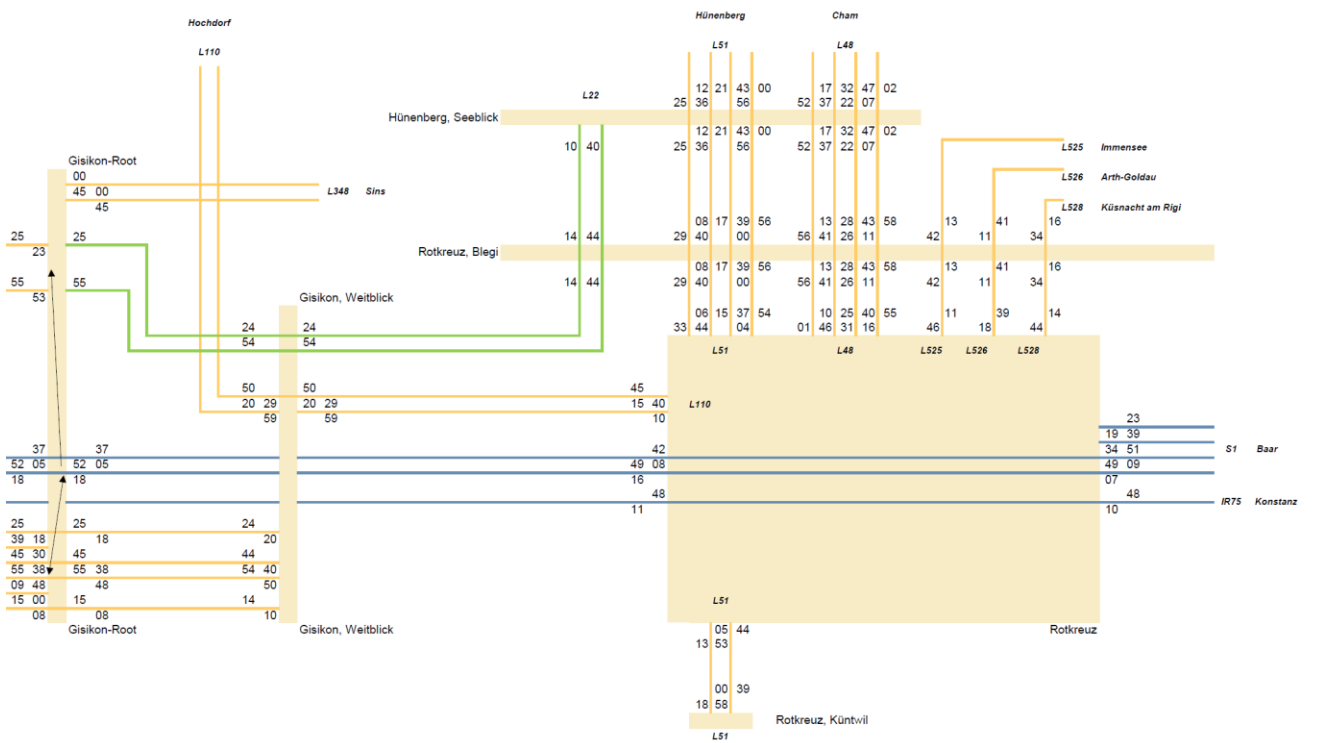 Hünenberg Cham
Hochdorf
L110 L51 L48
12 21 43 00 17 32 47 02
L22
25 36 56 52 37 22 07
Hünenberg, Seeblick
12 21 43 00 17 32 47 02
10 40 25 36 56 52 37 22 07 L525 Immensee
Gisikon-Root
00 L526 Arth-Goldau
45 00 L348 Sins
45 L528 Küsnacht am Rigi
08 17 39 56 13 28 43 58 13 41 16
25 25 14 44 29 40 00 56 41 26 11 42 11 34
23 Rotkreuz, Blegi
08 17 39 56 13 28 43 58 13 41 16
55 55 14 44 29 40 00 56 41 26 11 42 11 34
53 Gisikon, Weitblick
06 15 37 54 10 25 40 55 11 39 14
24 24 33 44 04 01 46 31 16 46 18 44
54 54
L51 L48 L525 L526 L528
50 50 45
20 29 20 29 15 40 L110
59 59 10
23
19 39
37 37 42 34 51 S1 Baar
52 05 52 05 49 08 49 09
18 18 16 07
48 48
11 10 IR75 Konstanz
25 25 24
39 18 18 20
45 30 45 44
55 38 55 38 54 40
09 48 48 50
15 00 15 14 L51
08 08 10
Gisikon-Root Gisikon, Weitblick 05 44 Rotkreuz
13 53
00 39
18 58
Rotkreuz, Küntwil
L51